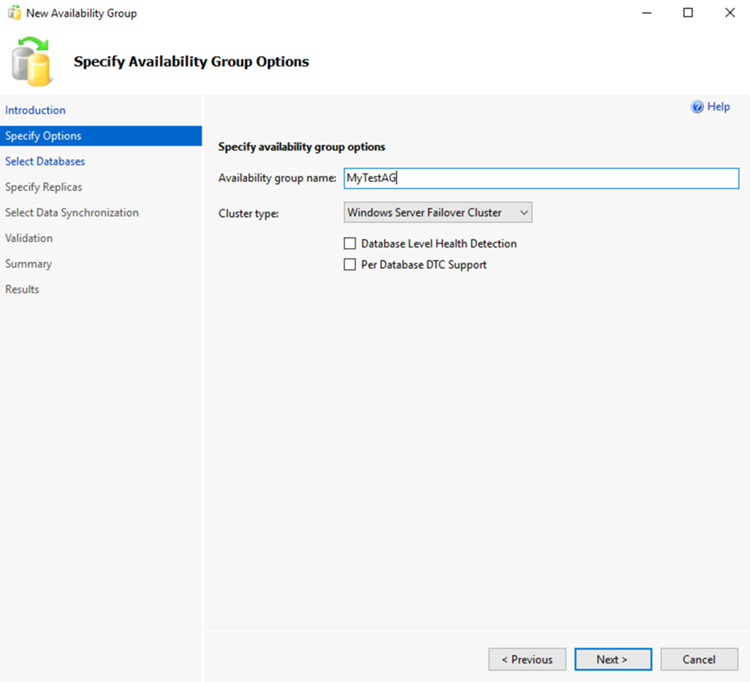 New Availability Group
Specify Availability Group Options
Introduction
Specify Options
Select Databases
Specify Replicas
Select Data Synchronization
Validation
Summary
Results
Help
Specify availability group options
Availability group name: MyTestAG
Cluster type: Windows Server Failover Cluster
Database Level Health Detection
Per Database DTC Support
< Previous Next > Cancel